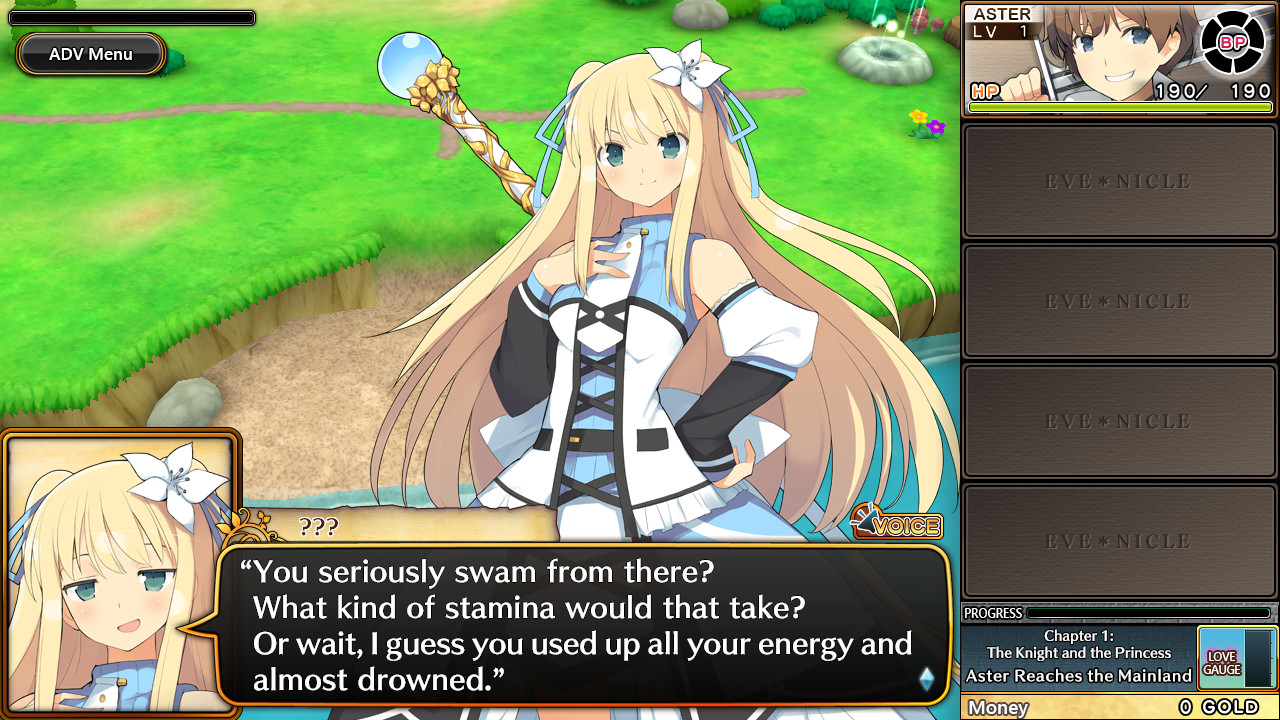 ADV Menu
ASTER
LV 1
BP
HP 190/ 190
EVE*NICLE
EVE*NICLE
EVE*NICLE
EVE*NICLE
???
VOICE
“You seriously swam from there?
What kind of stamina would that take?
Or wait, I guess you used up all your energy and
almost drowned.”
PROGRESS
Chapter 1:
The Knight and the Princess
Aster Reaches the Mainland
LOVE
GAUGE
Money 0 GOLD